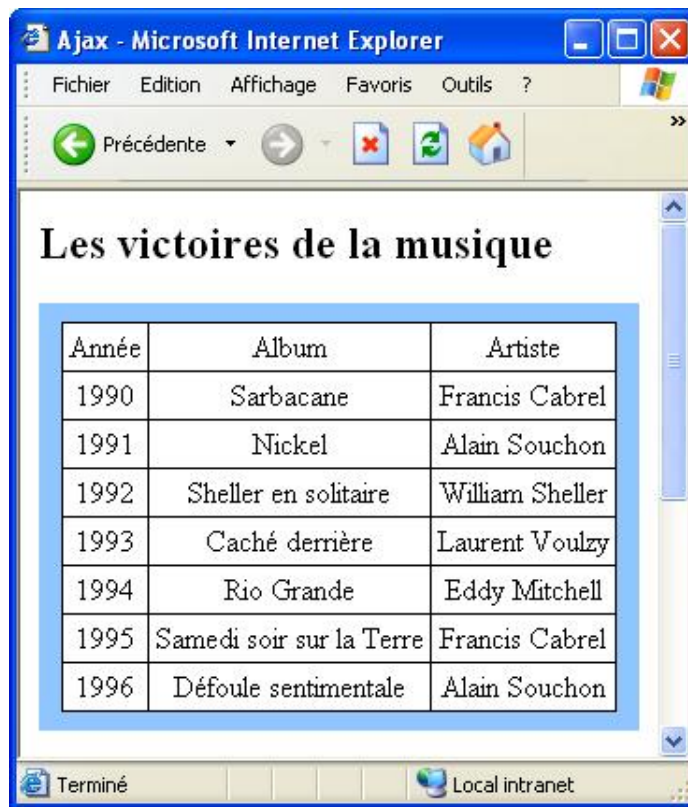 Ajax - Microsoft Internet Explorer
Fichier Edition Affichage Favoris Outils ?
Précédente »
Les victoires de la musique
Année Album Artiste
1990 Sarbacane Francis Cabrel
1991 Nickel Alain Souchon
1992 Sheller en solitaire William Sheller
1993 Caché derrière Laurent Voulzy
1994 Rio Grande Eddy Mitchell
1995 Samedi soir sur la Terre Francis Cabrel
1996 Défoule sentimentale Alain Souchon
Terminé Local intranet